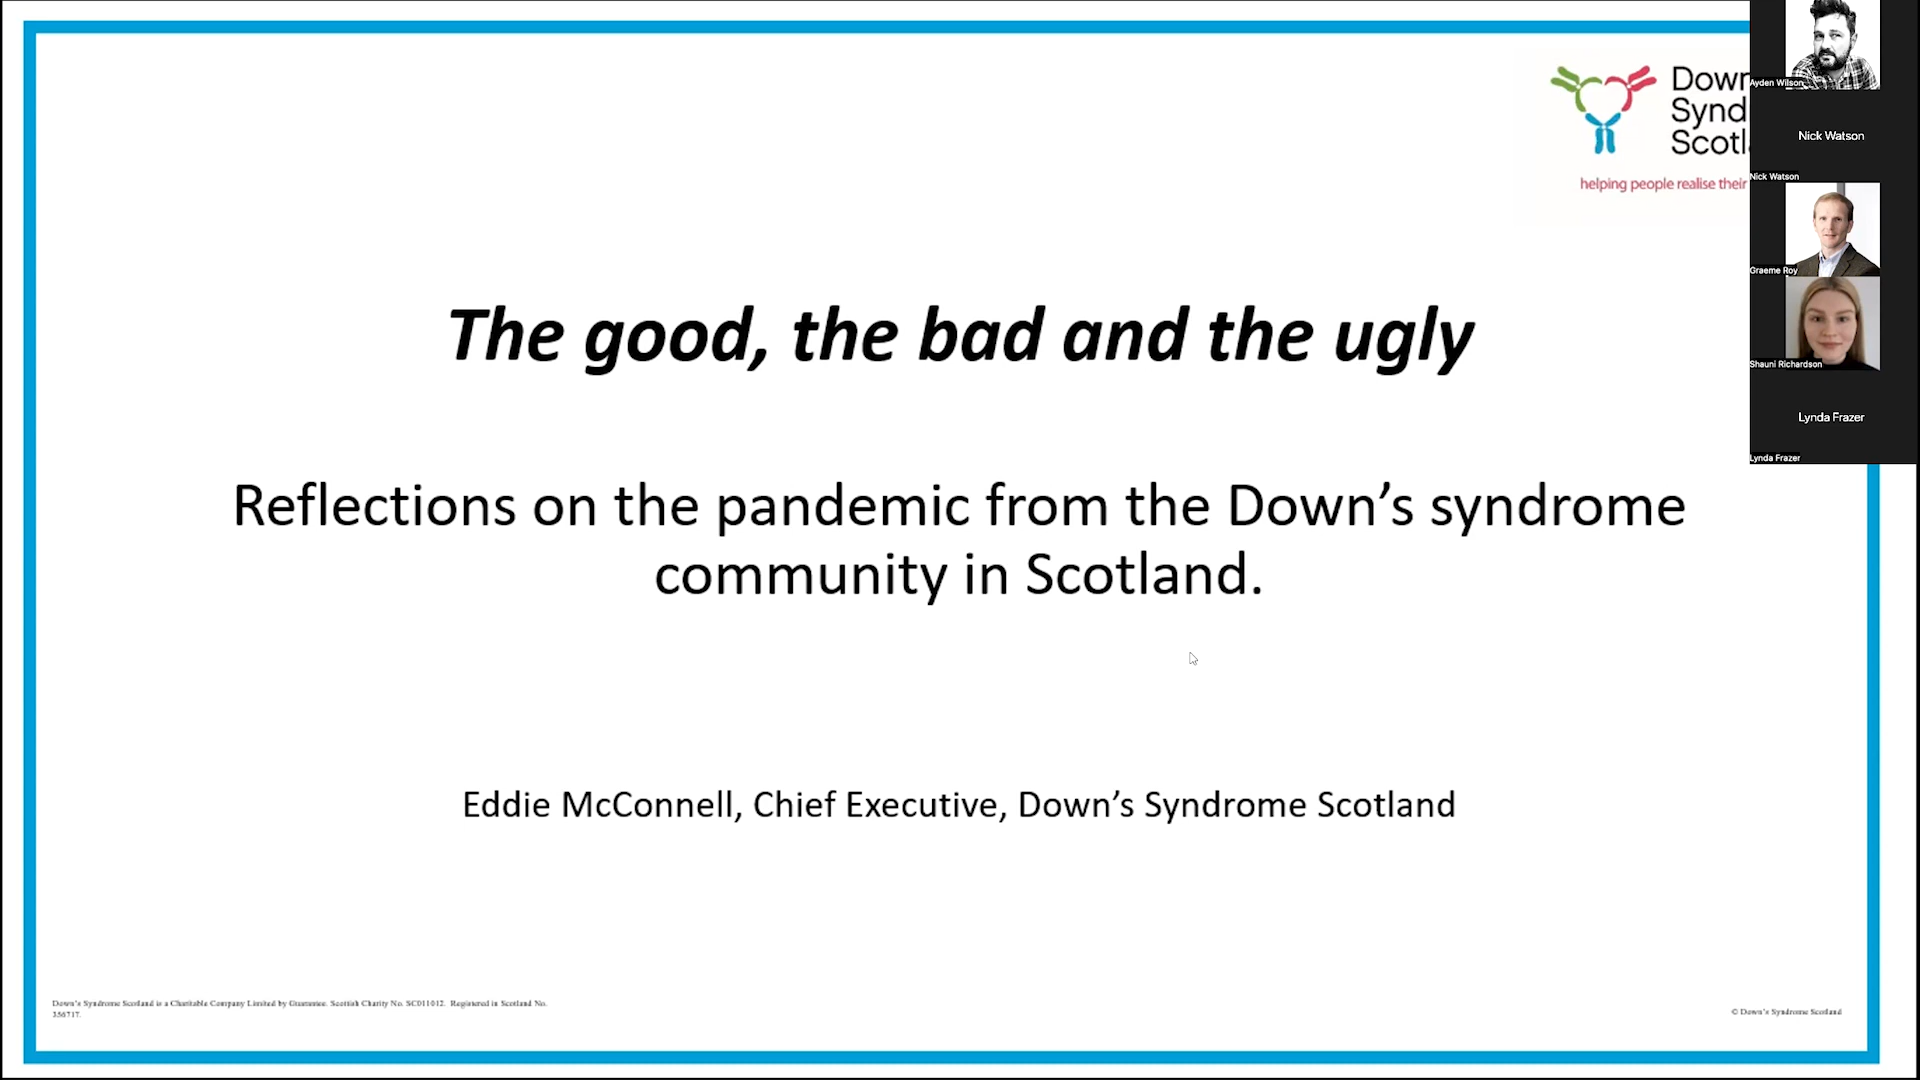 Down
Synd
Scotl
helping people realise their
Ayden Wilson
Nick Watson
Nick Watson
Graeme Roy
Shauni Richardson
Lynda Frazer
Lynda Frazer
The good, the bad and the ugly
Reflections on the pandemic from the Down’s syndrome
community in Scotland.
Eddie McConnell, Chief Executive, Down’s Syndrome Scotland
Down’s Syndrome Scotland is a Charitable Company Limited by Guarantee. Scottish Charity No. SC011012. Registered in Scotland No.
356717.
© Down’s Syndrome Scotland